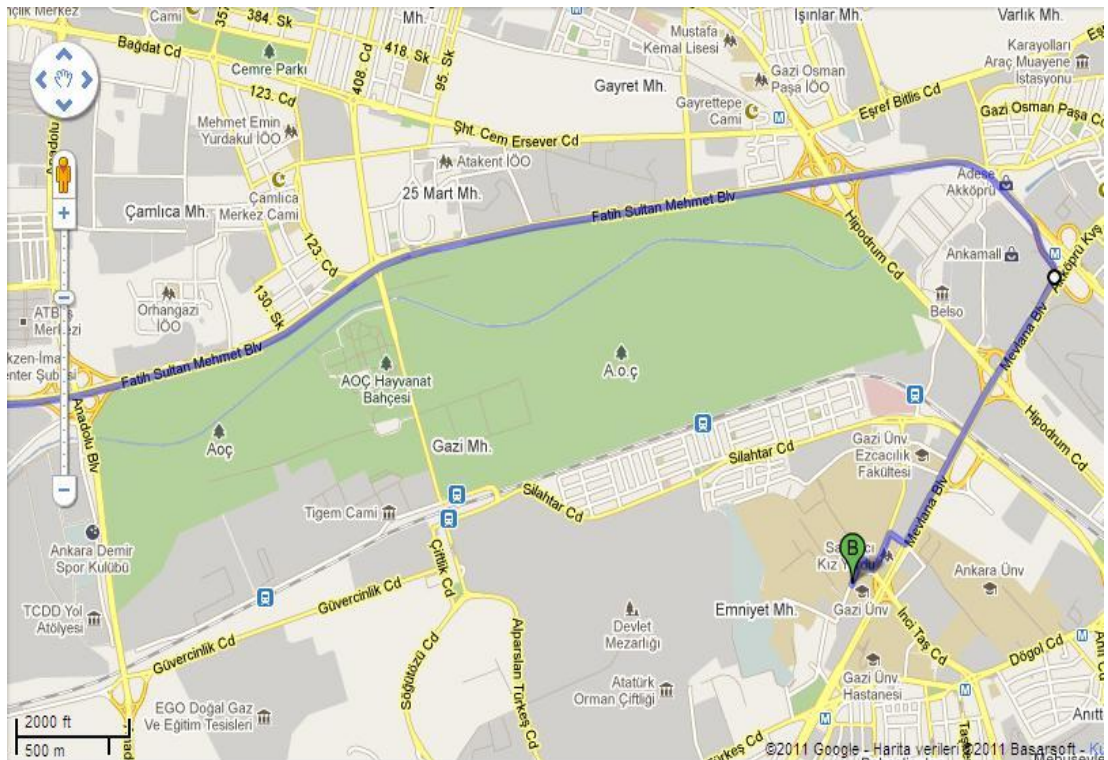 Cami
384. Sk
Mh.
Işınlar Mh.
Varlık Mh.
Bağdat Cd
418. Sk
Mustafa
Kemal Lisesi
Karayolları
Araç Muayene
İstasyonu
Cemre Parkı
408. Cd
95. Sk
Gayret Mh.
Gazi Osman
Paşa İÖO
123. Cd
Gayrettepe
Cami
Eşref Bitlis Cd
Gazi Osman Paşa
Mehmet Emin
Yurdakul İÖO
Şht. Cem Ersever Cd
Atakent İÖO
Adese
Akköprü
Çamlıca Mh.
Çamlıca
Merkez Cami
25 Mart Mh.
Fatih Sultan Mehmet Blv
Hipodrum Cd
Ankamall
Akköprü Kvş
123. Cd
130. Sk
Orhangazi
İÖO
Belso
Mevlana Blv
Fatih Sultan Mehmet Blv
AOÇ Hayvanat
Bahçesi
A.o.ç
Anadolu Blv
Aoç
Gazi Mh.
Gazi Ünv.
Ezcacılık
Fakültesi
Silahtar Cd
Hipodrum Cd
Tigem Cami
Silahtar Cd
Mevlana Blv
Ankara Demir
Spor Kulübü
Çiftlik Cd
B
Ankara Ünv
TCDD Yol
Atölyesi
Güvercinlik Cd
Emniyet Mh.
Gazi Ünv
Devlet
Mezarlığı
İnci Taş Cd
Güvercinlik Cd
Söğütözü Cd
Alparslan Türkeş Cd
Dögol Cd
Anıt Cd
Atatürk
Orman Çiftliği
Gazi Ünv.
Hastanesi
EGO Doğal Gaz
Ve Eğitim Tesisleri
2000 ft
500 m
©2011 Google - Harita verileri ©2011 Basarsoft -